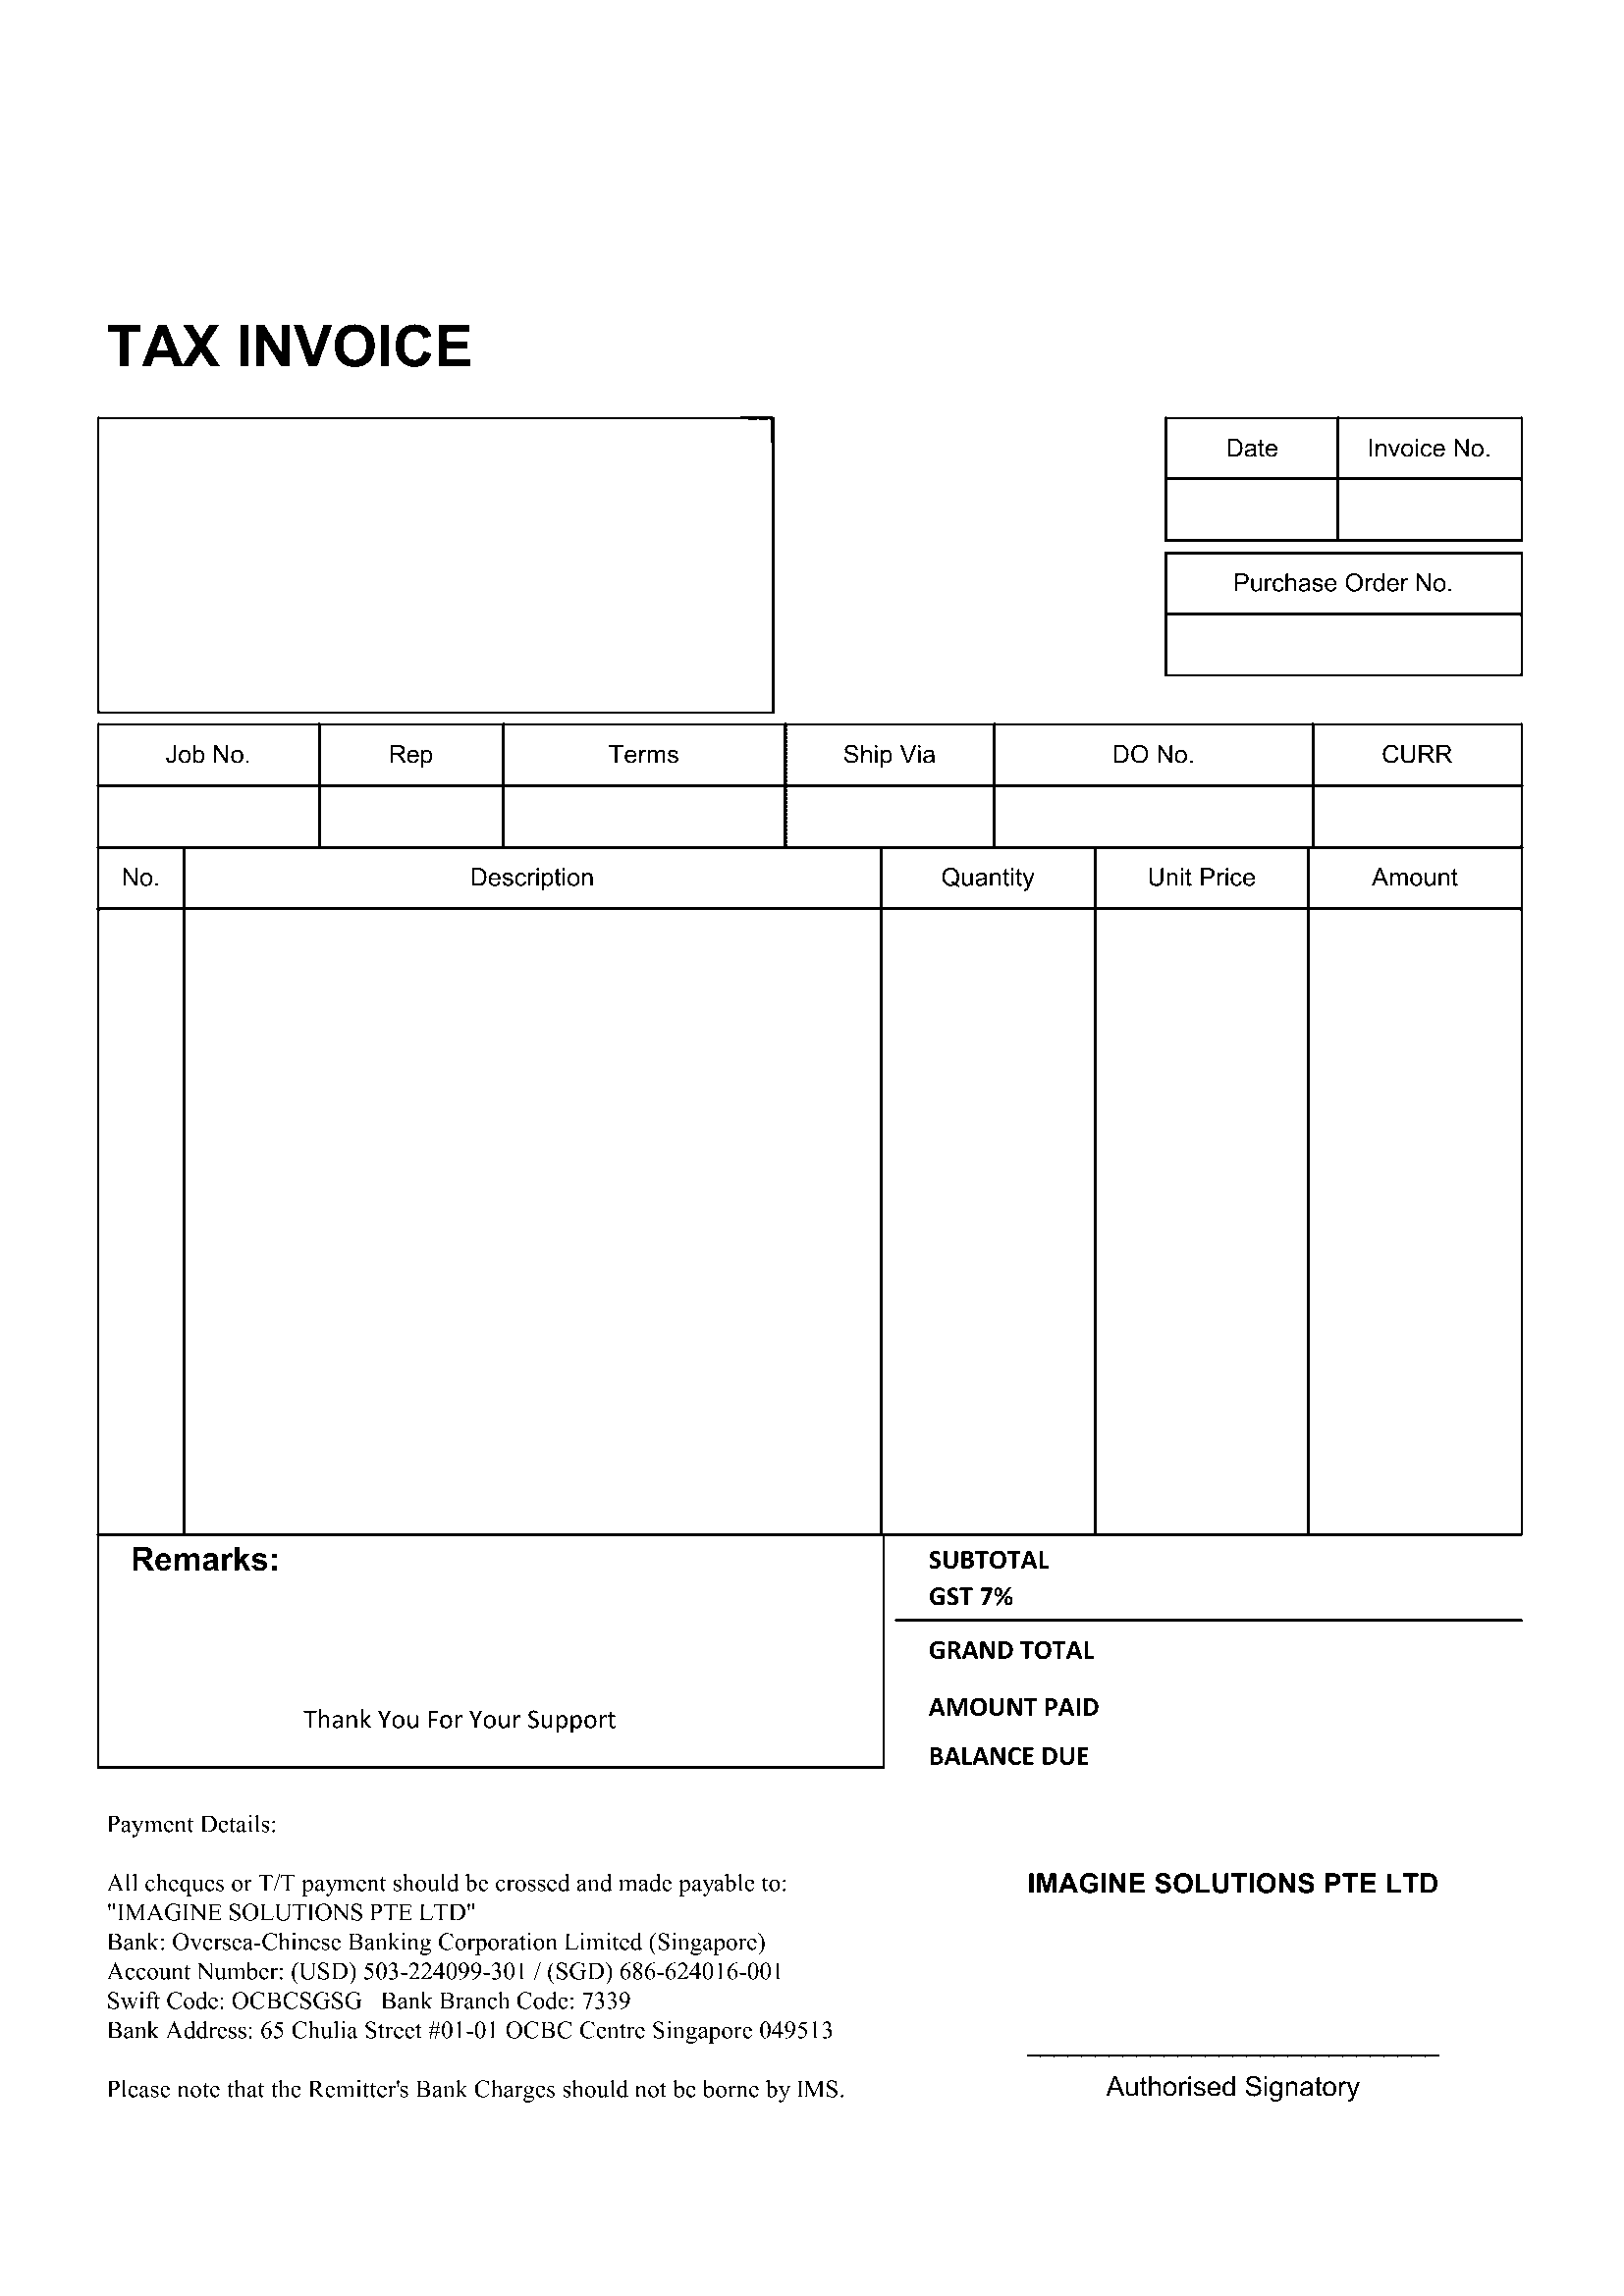 TAX INVOICE
Date Invoice No.
Purchase Order No.
Job No. Rep Terms Ship Via DO No. CURR
No. Description Quantity Unit Price Amount
Remarks:
Thank You For Your Support
SUBTOTAL
GST 7%
GRAND TOTAL
AMOUNT PAID
BALANCE DUE
Payment Details:
All cheques or T/T payment should be crossed and made payable to:
"IMAGINE SOLUTIONS PTE LTD"
Bank: Oversea-Chinese Banking Corporation Limited (Singapore)
Account Number: (USD) 503-224099-301 / (SGD) 686-624016-001
Swift Code: OCBCSGSG Bank Branch Code: 7339
Bank Address: 65 Chulia Street #01-01 OCBC Centre Singapore 049513
Please note that the Remitter's Bank Charges should not be borne by IMS.
IMAGINE SOLUTIONS PTE LTD
Authorised Signatory